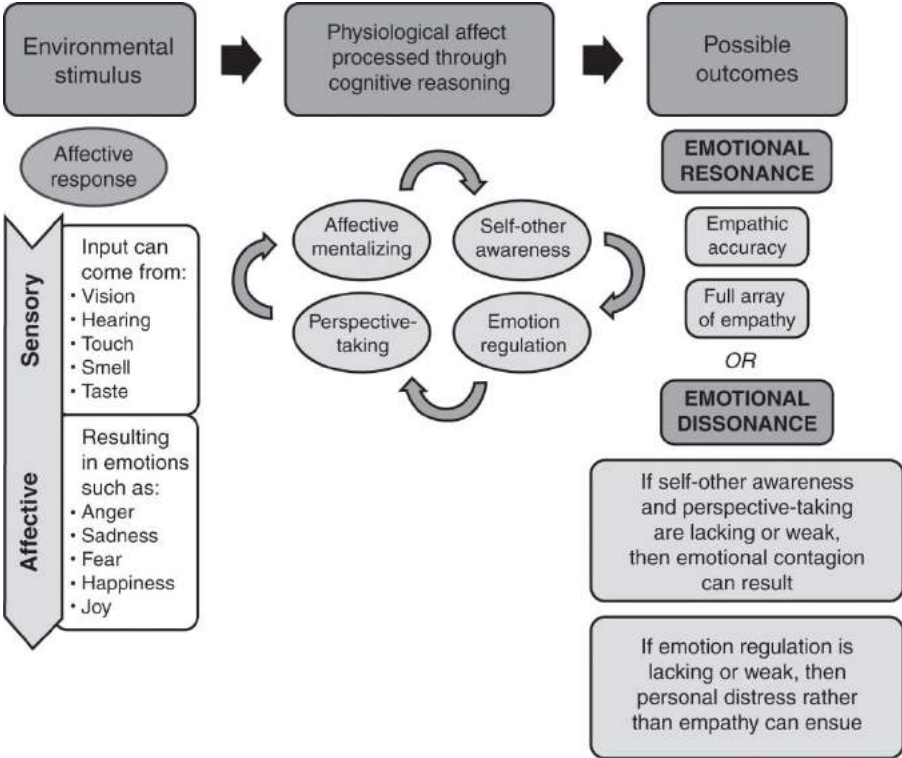 Environmental
stimulus
Physiological affect
processed through
cognitive reasoning
Possible
outcomes
Affective
response
Sensory
Input can
come from:
• Vision
• Hearing
• Touch
• Smell
• Taste
Affective
Resulting
in emotions
such as:
• Anger
• Sadness
• Fear
• Happiness
• Joy
Affective
mentalizing
Self-other
awareness
Perspective-
taking
Emotion
regulation
EMOTIONAL
RESONANCE
Empathic
accuracy
Full array
of empathy
OR
EMOTIONAL
DISSONANCE
If self-other awareness
and perspective-taking
are lacking or weak,
then emotional contagion
can result
If emotion regulation is
lacking or weak, then
personal distress rather
than empathy can ensue